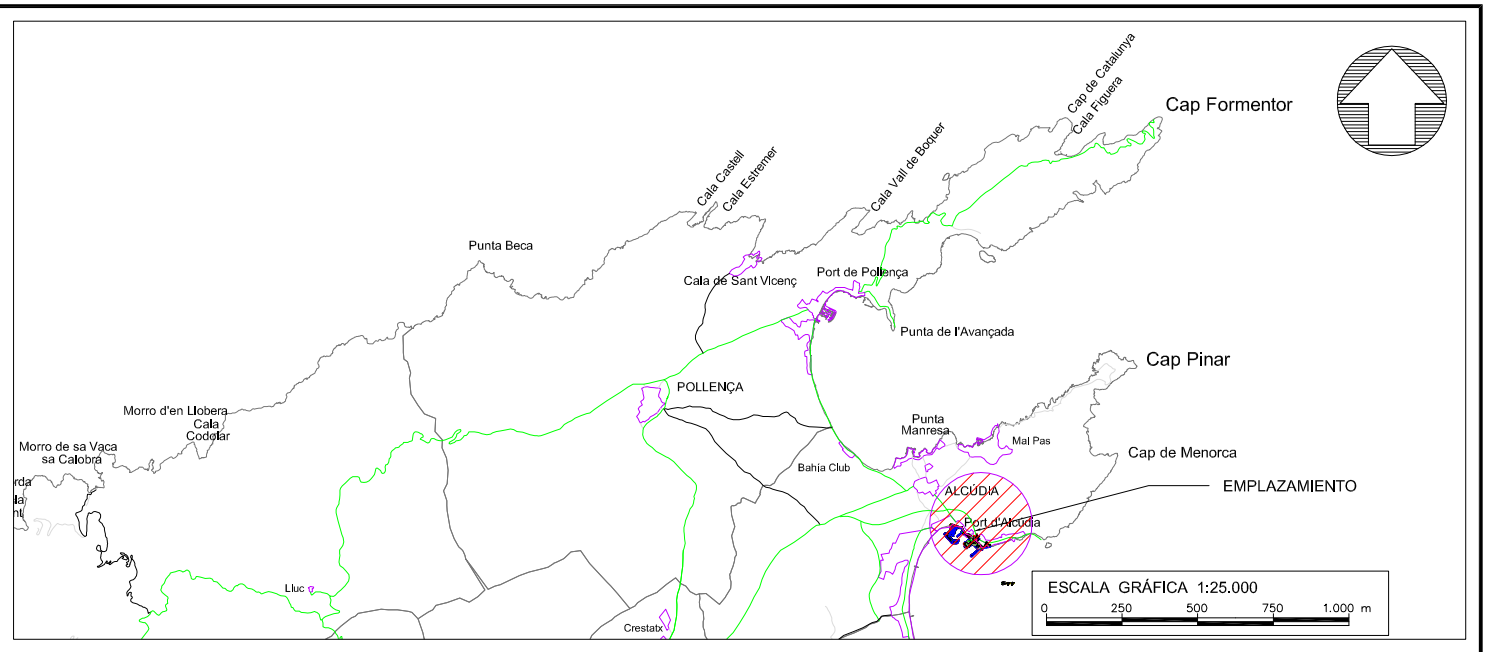 Cap de Catalunya
Cala Figuera
Cap Formentor
Cala Vall de Boquer
Cala Castell
Cala Estremer
Punta Beca
Port de Pollença
Cala de Sant VIcenç
Punta de l'Avançada
Cap Pinar
POLLENÇA
Morro d'en Llobera
Cala
Codolar
Punta
Manresa
Mal Pas
Morro de sa Vaca
sa Calobra
Cap de Menorca
Bahía Club
orda
la
nt
ALCÚDIA
EMPLAZAMIENTO
Port d'Alcúdia
Lluc
ESCALA GRÁFICA 1:25.000
0 250 500 750 1.000 m
Crestatx